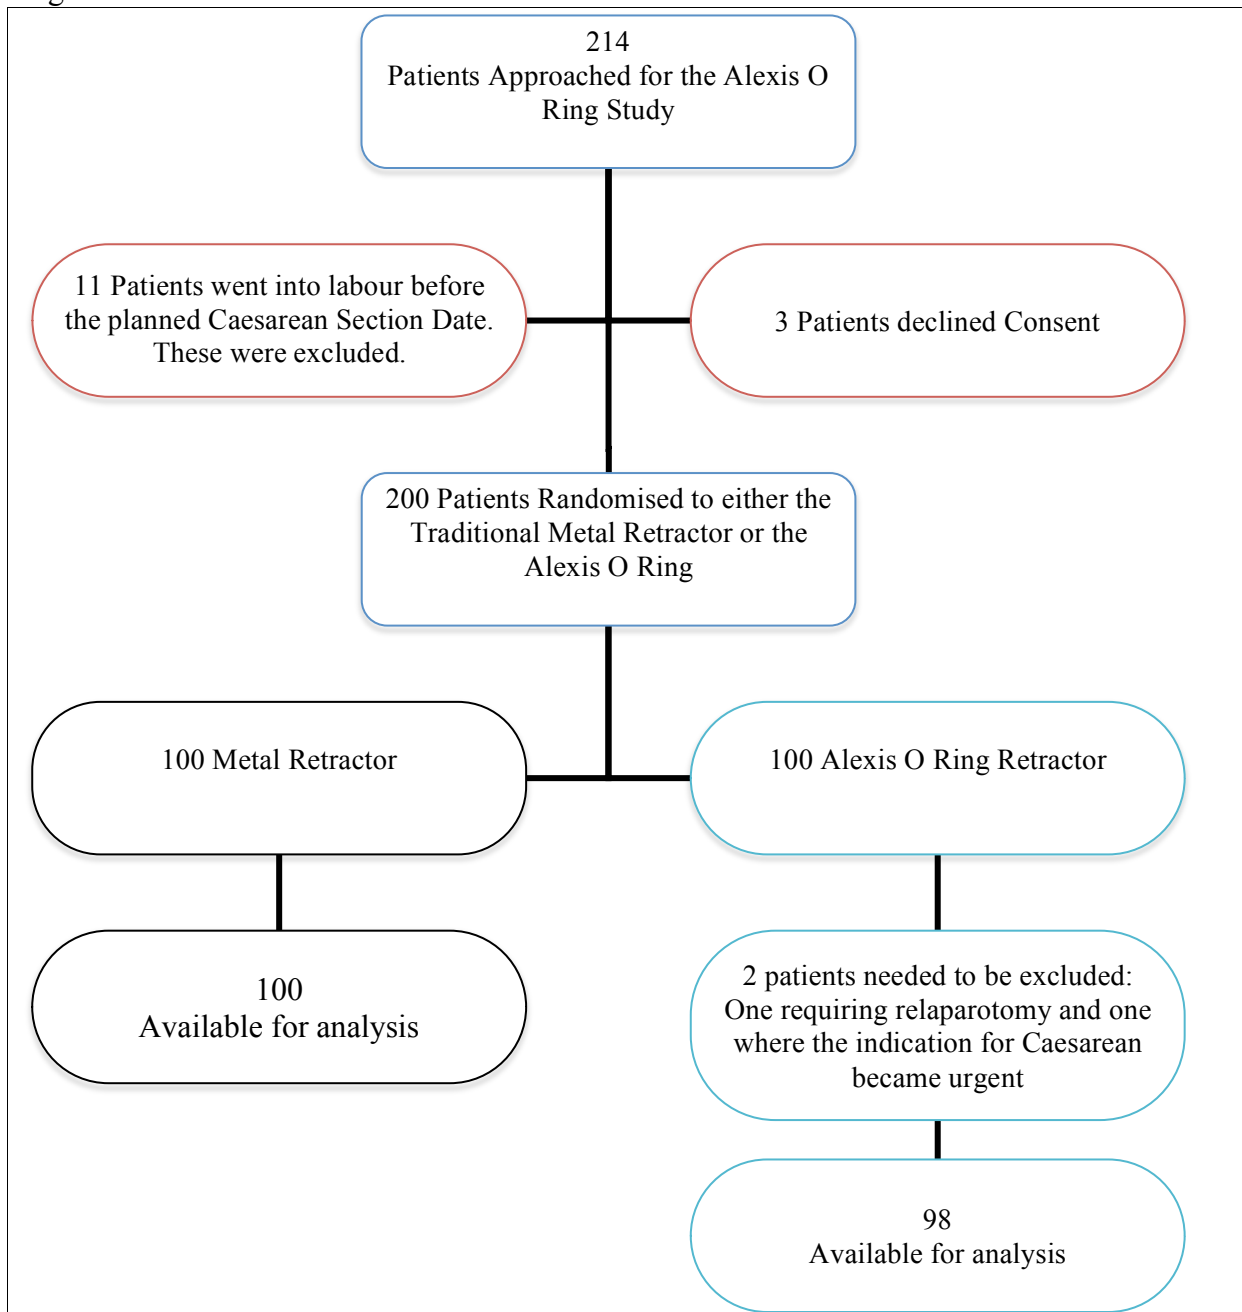 214
Patients Approached for the Alexis O
Ring Study
11 Patients went into labour before
the planned Caesarean Section Date.
These were excluded.
3 Patients declined Consent
200 Patients Randomised to either the
Traditional Metal Retractor or the
Alexis O Ring
100 Metal Retractor
100 Alexis O Ring Retractor
100
Available for analysis
2 patients needed to be excluded:
One requiring relaparotomy and one
where the indication for Caesarean
became urgent
98
Available for analysis